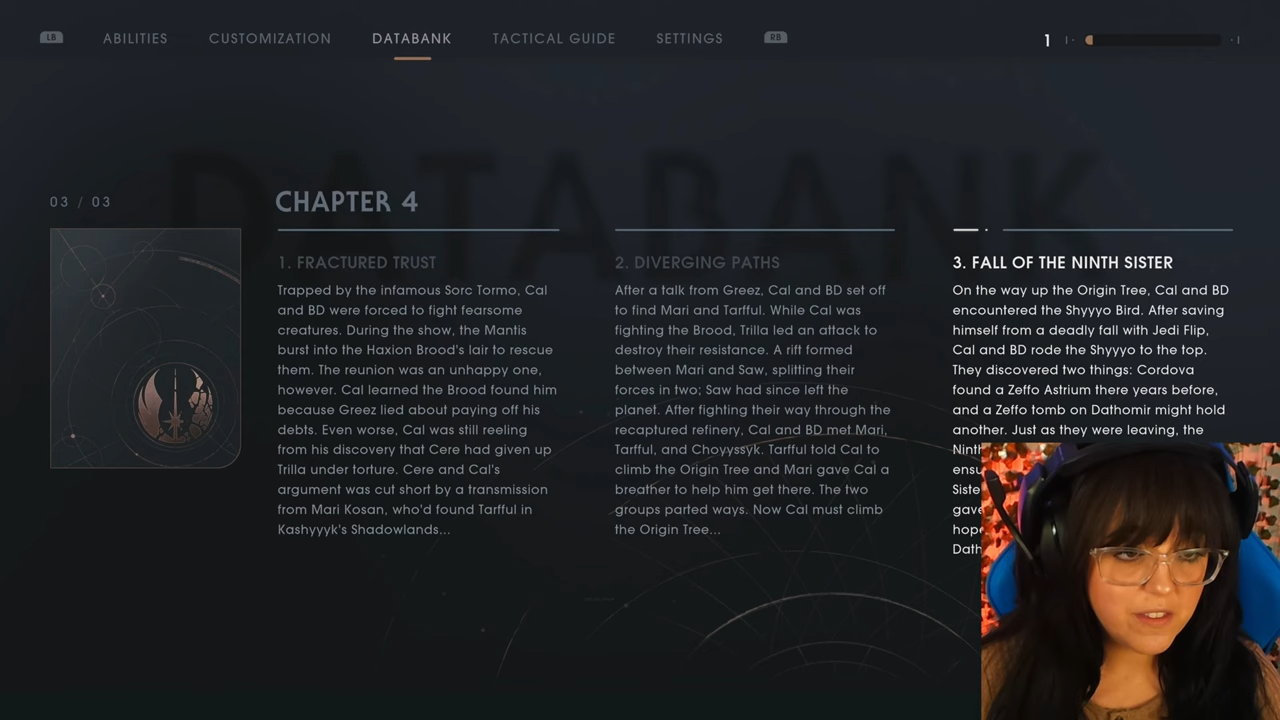 LB
ABILITIES
CUSTOMIZATION
DATABANK
TACTICAL GUIDE
SETTINGS
RB
1
DATABANK
03 / 03
CHAPTER 4
1. FRACTURED TRUST
Trapped by the infamous Sorc Tormo, Cal
and BD were forced to fight fearsome
creatures. During the show, the Mantis
burst into the Haxion Brood's lair to rescue
them. The reunion was an unhappy one,
however. Cal learned the Brood found him
because Greez lied about paying off his
debts. Even worse, Cal was still reeling
from his discovery that Cere had given up
Trilla under torture. Cere and Cal's
argument was cut short by a transmission
from Mari Kosan, who'd found Tarfful in
Kashyyyk's Shadowlands...
2. DIVERGING PATHS
After a talk from Greez, Cal and BD set off
to find Mari and Tarfful. While Cal was
fighting the Brood, Trilla led an attack to
destroy their resistance. A rift formed
between Mari and Saw, splitting their
forces in two; Saw had since left the
planet. After fighting their way through the
recaptured refinery, Cal and BD met Mari,
Tarfful, and Choyyssyk. Tarfful told Cal to
climb the Origin Tree and Mari gave Cal a
breather to help him get there. The two
groups parted ways. Now Cal must climb
the Origin Tree...
3. FALL OF THE NINTH SISTER
On the way up the Origin Tree, Cal and BD
encountered the Shyyyo Bird. After saving
himself from a deadly fall with Jedi Flip,
Cal and BD rode the Shyyyo to the top.
They discovered two things: Cordova
found a Zeffo Astrium there years before,
and a Zeffo tomb on Dathomir might hold
another. Just as they were leaving, the
Ninth
ensu
Siste
gave
hope
Dath